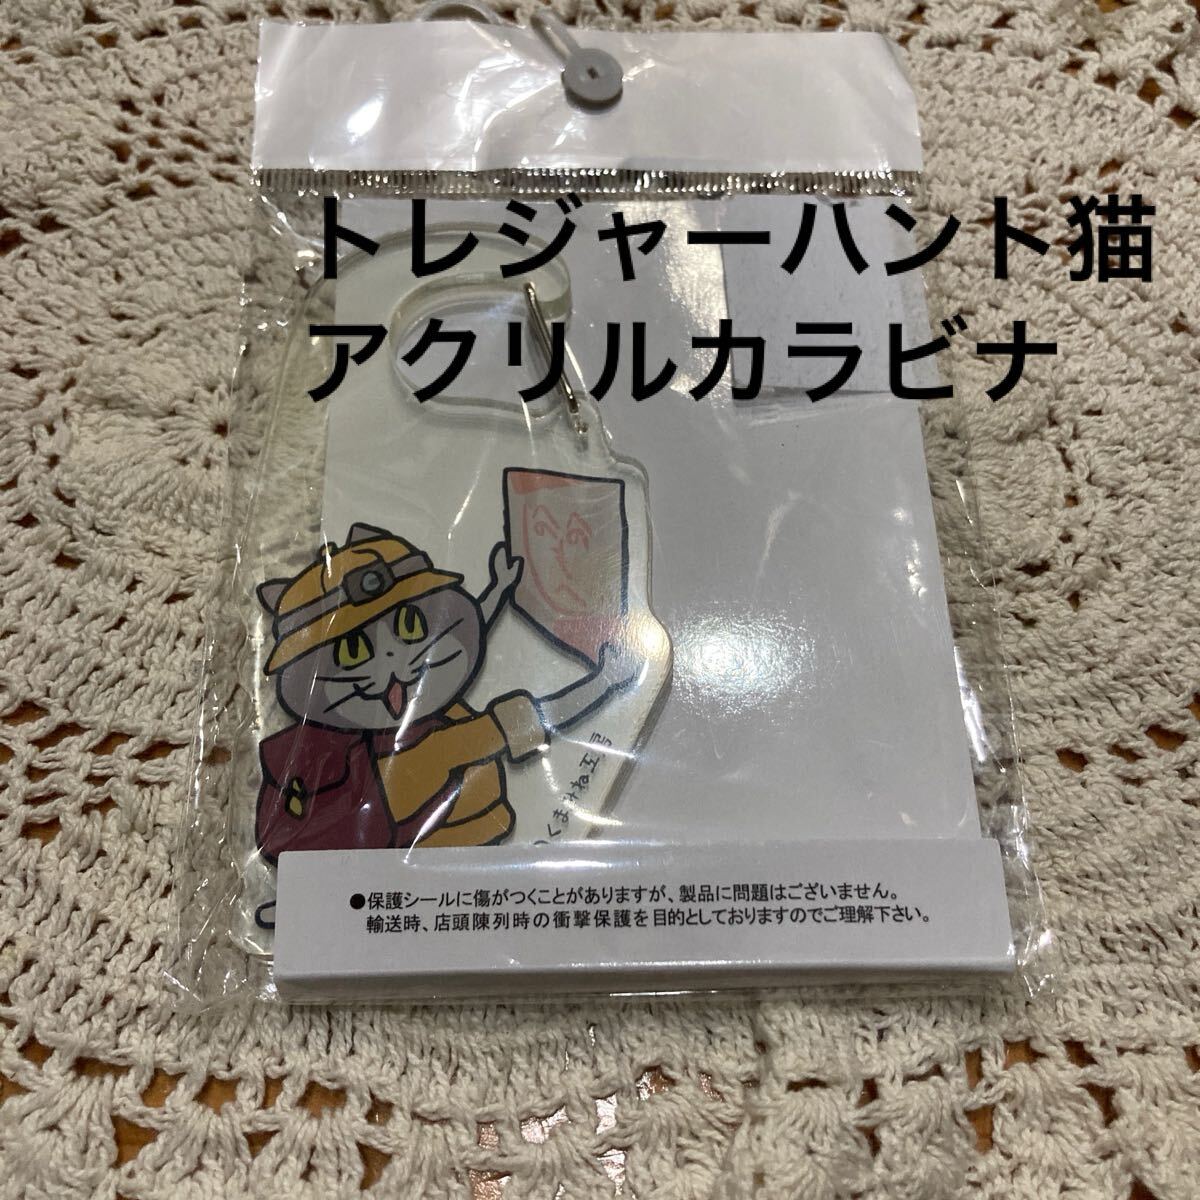 トレジャーハント猫
アクリルカラビナ
くまみね工房
●保護シールに傷がつくことがありますが、製品に問題はございません。
輸送時、店頭陳列時の衝撃保護を目的としておりますのでご理解下さい。